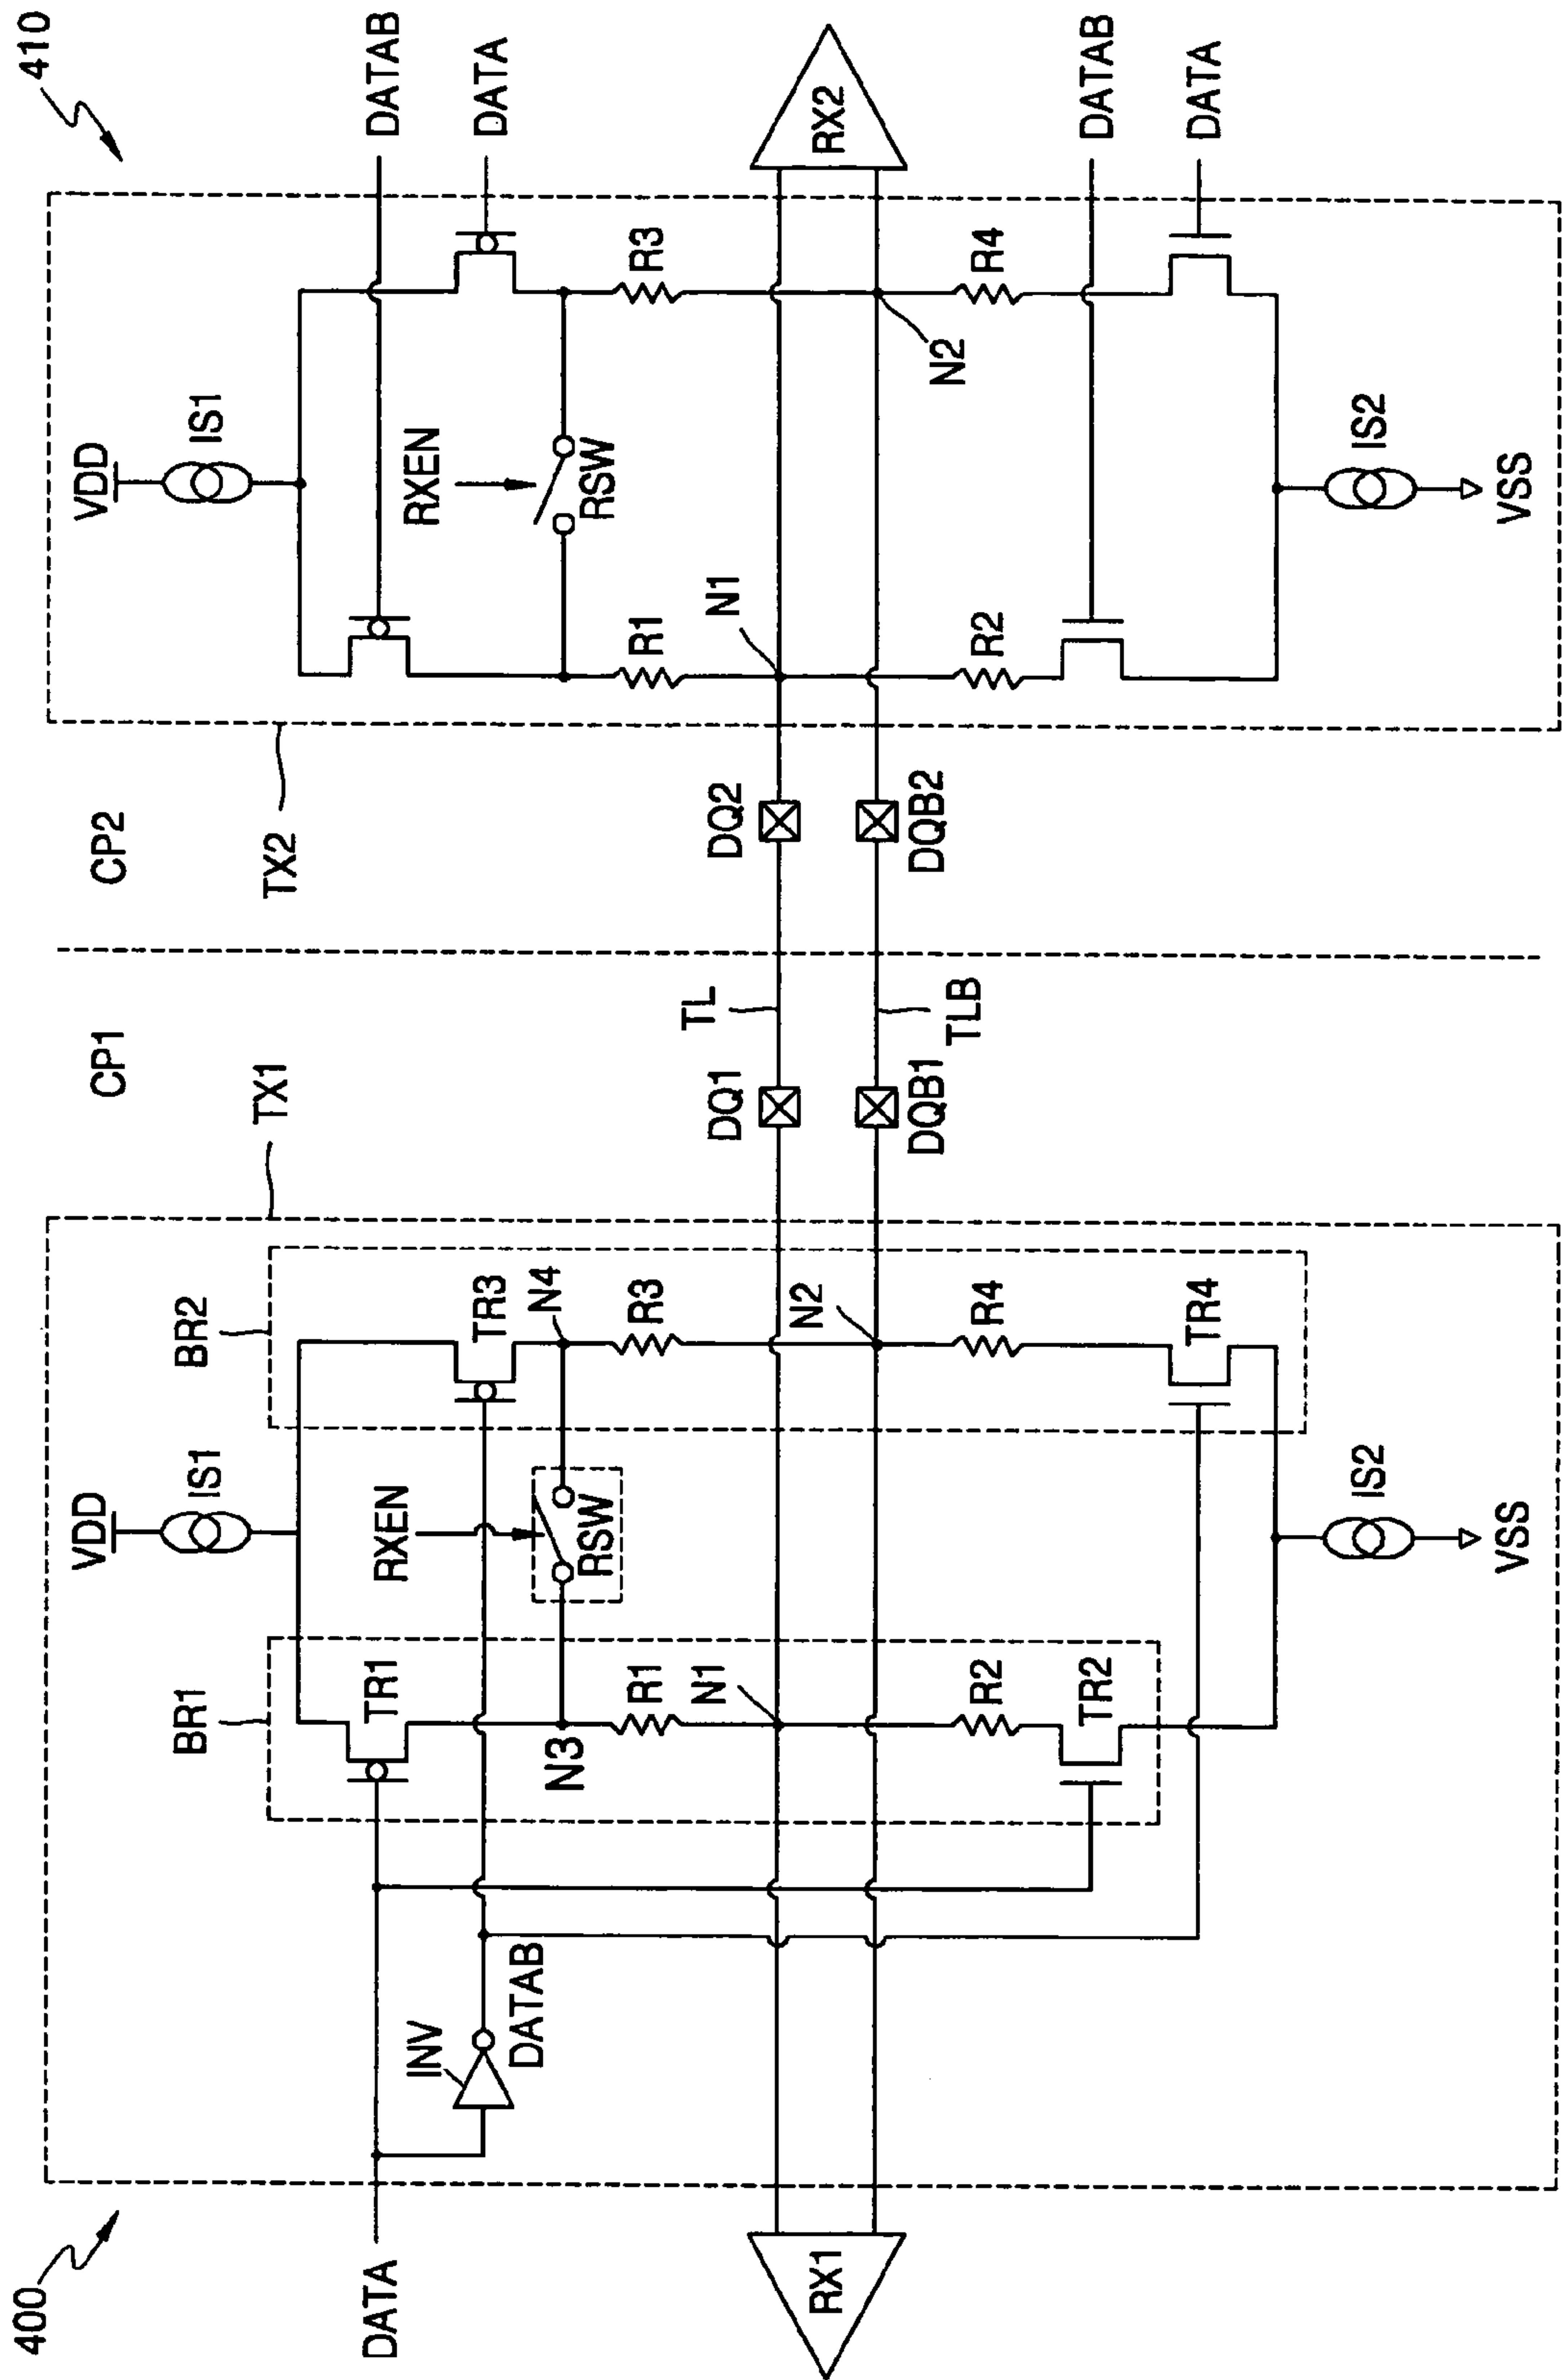 400
410
CP1
CP2
TX1
TX2
VDD
VDD
IS1
IS1
DATAB
BR1
BR2
TR1
TR3
DATA
DATA
INV
DATAB
RXEN
RXEN
RSW
RSW
N3
N4
R1
R3
R1
R3
N1
N2
N1
DQ1
TL
DQ2
RX1
RX2
DQB1
TLB
DQB2
N2
R2
R4
R2
R4
TR2
TR4
DATAB
DATA
IS2
IS2
VSS
VSS